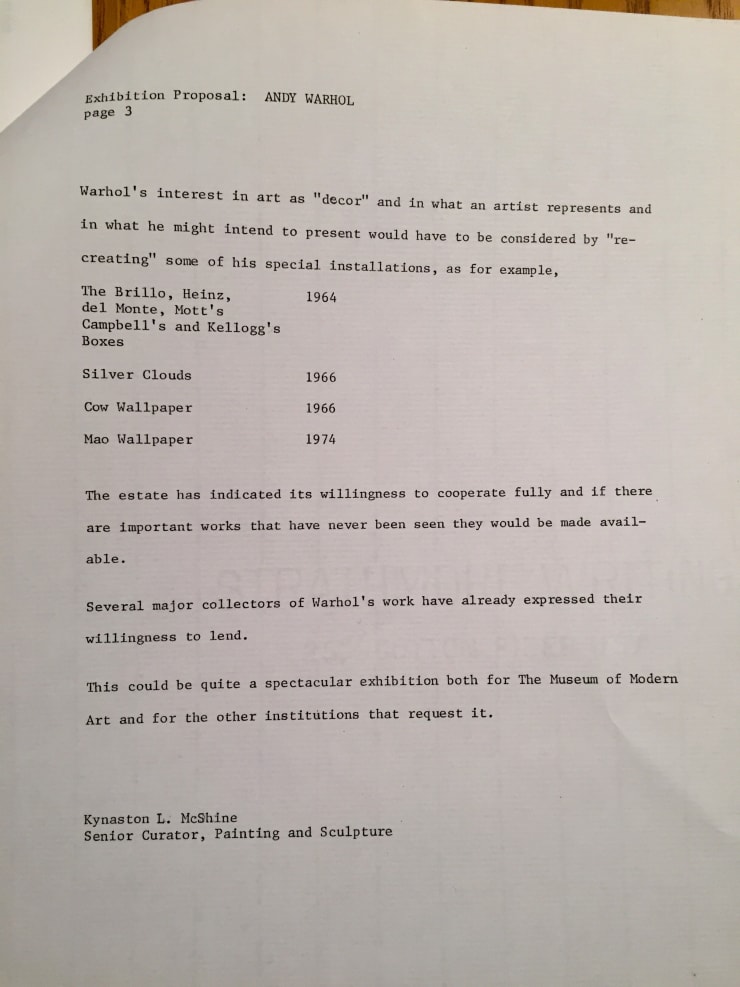 Exhibition Proposal: ANDY WARHOL
page 3
Warhol's interest in art as "decor" and in what an artist represents and
in what he might intend to present would have to be considered by "re-
creating" some of his special installations, as for example,
The Brillo, Heinz, 1964
del Monte, Mott's
Campbell's and Kellogg's
Boxes
Silver Clouds 1966
Cow Wallpaper 1966
Mao Wallpaper 1974
The estate has indicated its willingness to cooperate fully and if there
are important works that have never been seen they would be made avail-
able.
Several major collectors of Warhol's work have already expressed their
willingness to lend.
This could be quite a spectacular exhibition both for The Museum of Modern
Art and for the other institutions that request it.
Kynaston L. McShine
Senior Curator, Painting and Sculpture